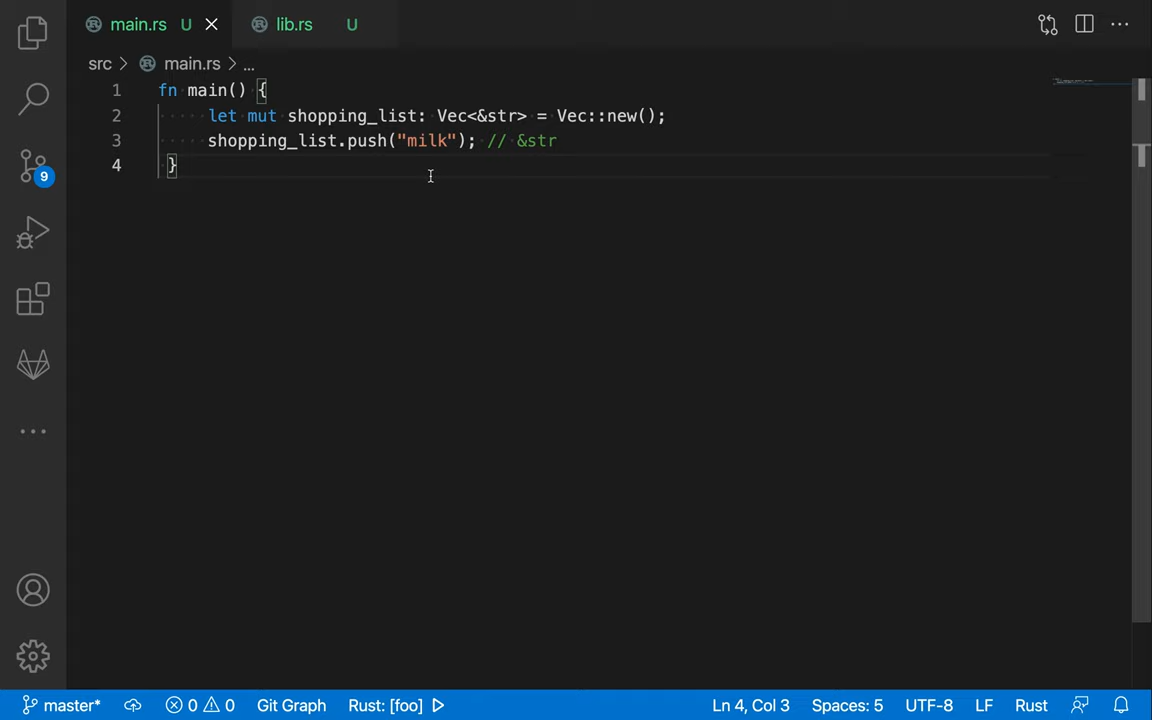 main.rs U lib.rs U
src > main.rs > ...
1 fn main() {
2 let mut shopping_list: Vec<&str> = Vec::new();
3 shopping_list.push("milk"); // &str
4 }
9
master* 0 0 Git Graph Rust: [foo] Ln 4, Col 3 Spaces: 5 UTF-8 LF Rust